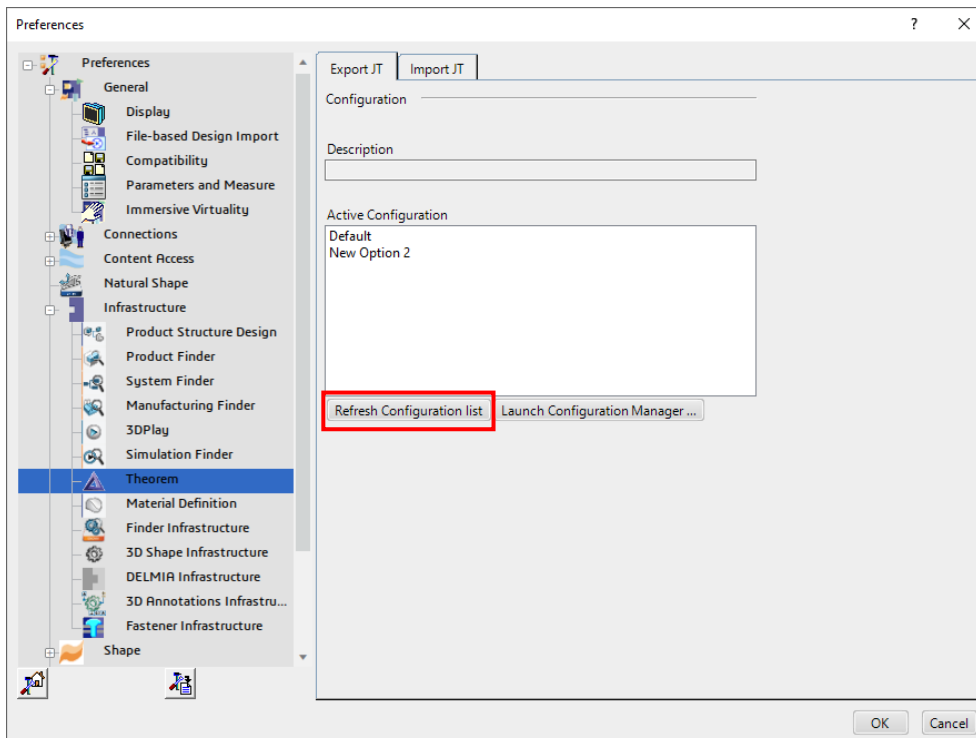 Preferences
?
Preferences
General
Display
File-based Design Import
Compatibility
Parameters and Measure
Immersive Virtuality
Connections
Content Access
Natural Shape
Infrastructure
Product Structure Design
Product Finder
System Finder
Manufacturing Finder
3DPlay
Simulation Finder
Theorem
Material Definition
Finder Infrastructure
3D Shape Infrastructure
DELMIA Infrastructure
3D Annotations Infrastru...
Fastener Infrastructure
Shape
Export JT
Import JT
Configuration
Description
Active Configuration
Default
New Option 2
Refresh Configuration list
Launch Configuration Manager ...
OK
Cancel